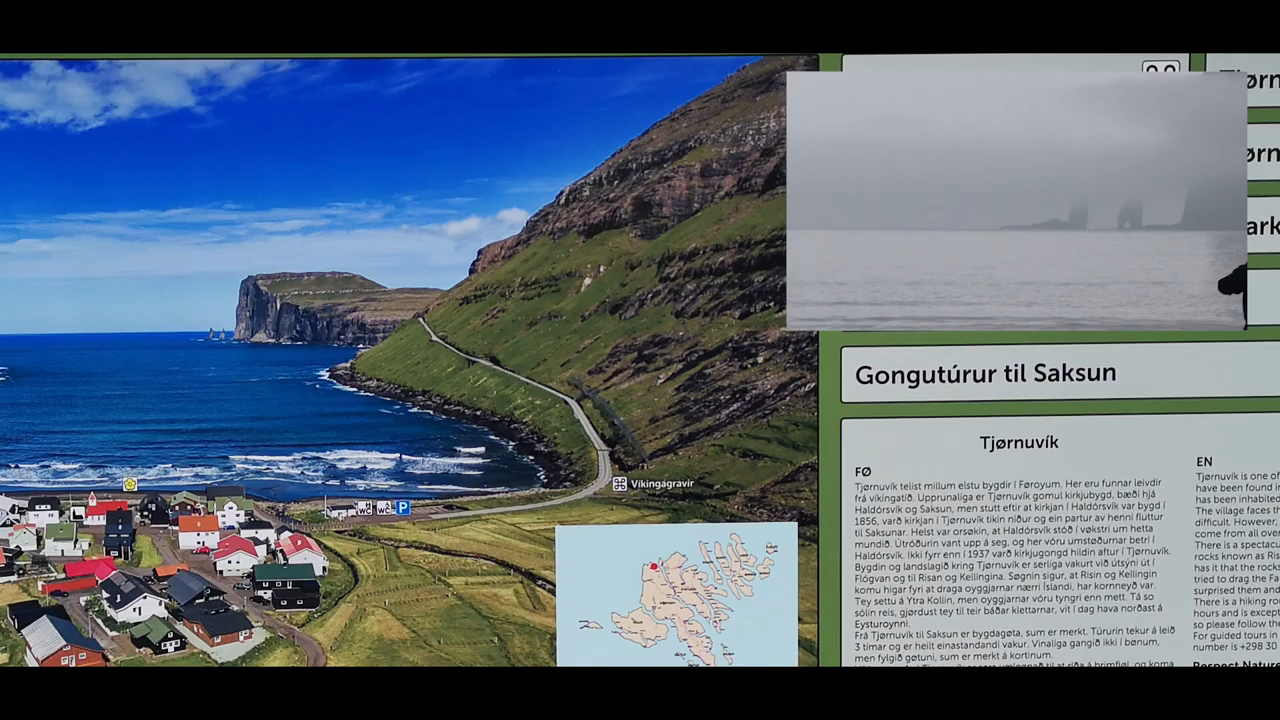 Víkingagravir
WC
WC
P
Gongutúrur til Saksun
Tjørnuvík
FØ
Tjørnuvík telist millum elstu bygdir í Føroyum. Her eru funnar leivdir
frá víkingatíð. Upprunaliga er Tjørnuvík gomul kirkjubygd, bæði hjá
Haldórsvík og Saksun, men stutt eftir at kirkjan í Haldórsvík var bygd í
1856, varð kirkjan í Tjørnuvík tikin niður og ein partur av henni fluttur
til Saksunar. Helst var orsøkin, at Haldórsvík stóð í vøkstri um hetta
mundið. Útróðurin vant upp á seg, og her vóru umstøðurnar betri í
Haldórsvík. Ikki fyrr enn í 1937 varð kirkjugongd hildin aftur í Tjørnuvík.
Bygdin og landslagið kring Tjørnuvík er serliga vakurt við útsýni út í
Flógvan og til Risan og Kellingina. Søgnin sigur, at Risin og Kellingin
komu higar fyri at draga oyggjarnar nærri Íslandi, har kornneyð var.
Tey settu á Ytra Kollin, men oyggjarnar vóru tyngri enn mett. Tá so
sólin reis, gjørdust tey til teir báðar klettarnar, vit í dag hava norðast á
Eysturoynni.
Frá Tjørnuvík til Saksun er bygdagøta, sum er merkt. Túrurin tekur á leið
3 tímar og er heilt einastandandi vakur. Vinaliga gangið ikki í bønum,
men fylgið gøtuni, sum er merkt á kortinum.
EN
Tjørnuvík is one of
have been found in
has been inhabited
The village faces th
difficult. However
come from all over
There is a spectacu
rocks known as Ris
has it that the rocks
tried to drag the Fa
surprised them and
There is a hiking ro
hours and is except
so please follow the
For guided tours in
number is +298 30
Respect Nature